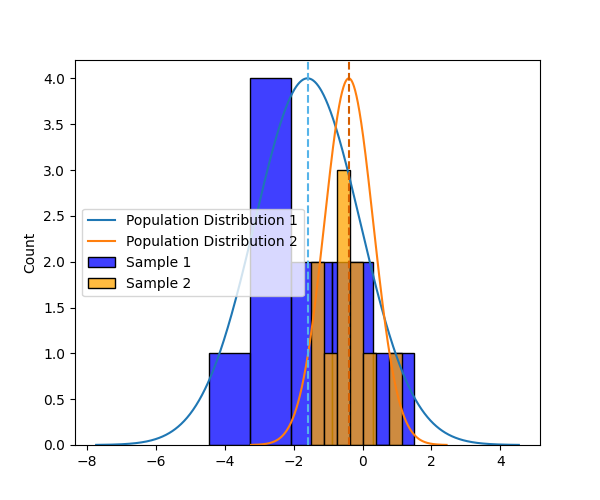 4.0
3.5
3.0
2.5
2.0
1.5
1.0
0.5
0.0
Count
Population Distribution 1
Population Distribution 2
Sample 1
Sample 2
−8 −6 −4 −2 0 2 4